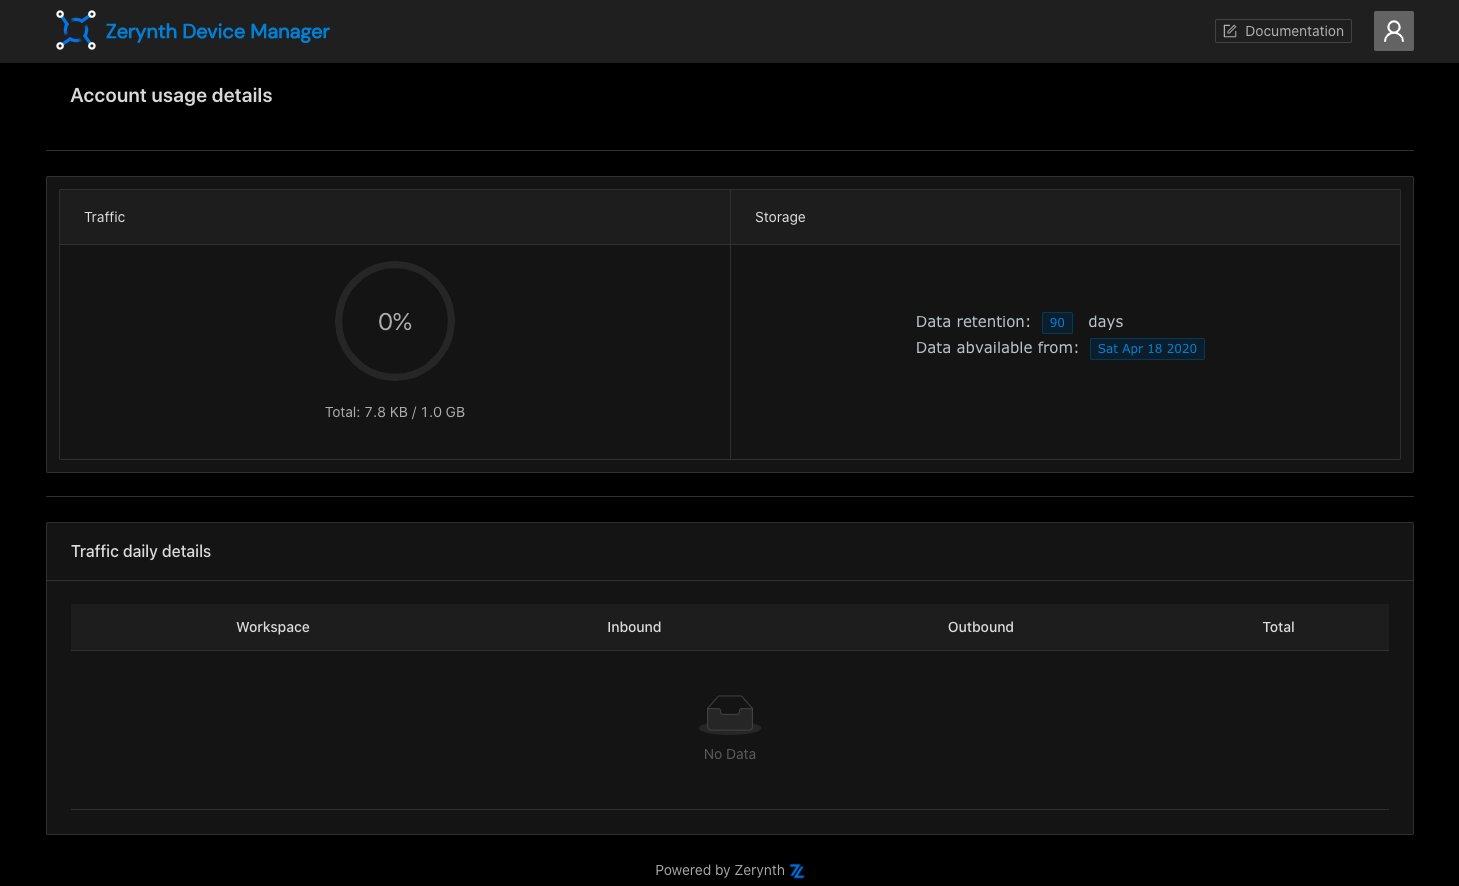 Zerynth Device Manager
Documentation
Account usage details
Traffic
Storage
0%
Total: 7.8 KB / 1.0 GB
Data retention: 90 days
Data abvailable from: Sat Apr 18 2020
Traffic daily details
Workspace Inbound Outbound Total
No Data
Powered by Zerynth